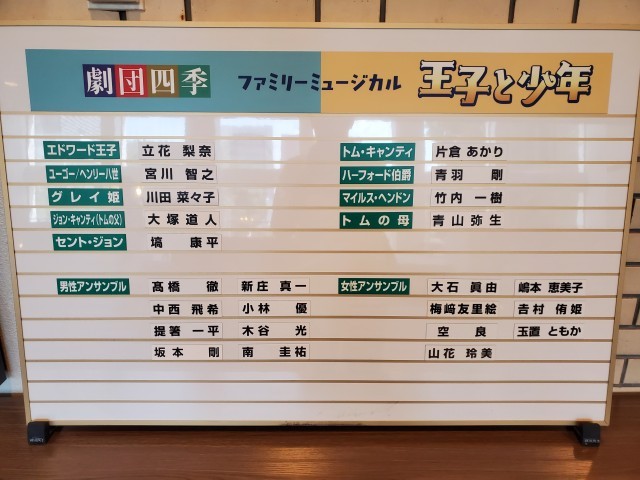 劇団四季 ファミリーミュージカル 王子と少年
エドワード王子 立花 梨奈
ユーゴー/ヘンリー八世 宮川 智之
グレイ姫 川田 菜々子
ジョン・キャンティ(トムの父) 大塚 道人
セント・ジョン 塙 康平
トム・キャンティ 片倉 あかり
ハーフォード伯爵 青羽 剛
マイルス・ヘンドン 竹内 一樹
トムの母 青山 弥生
男性アンサンブル 髙橋 徹 新庄 真一
中西 飛希 小林 優
提箸 一平 木谷 光
坂本 剛 南 圭祐
女性アンサンブル 大石 眞由 嶋本 恵美子
梅﨑友里絵 𠮷村 侑姫
空 良 玉置 ともか
山花 玲美